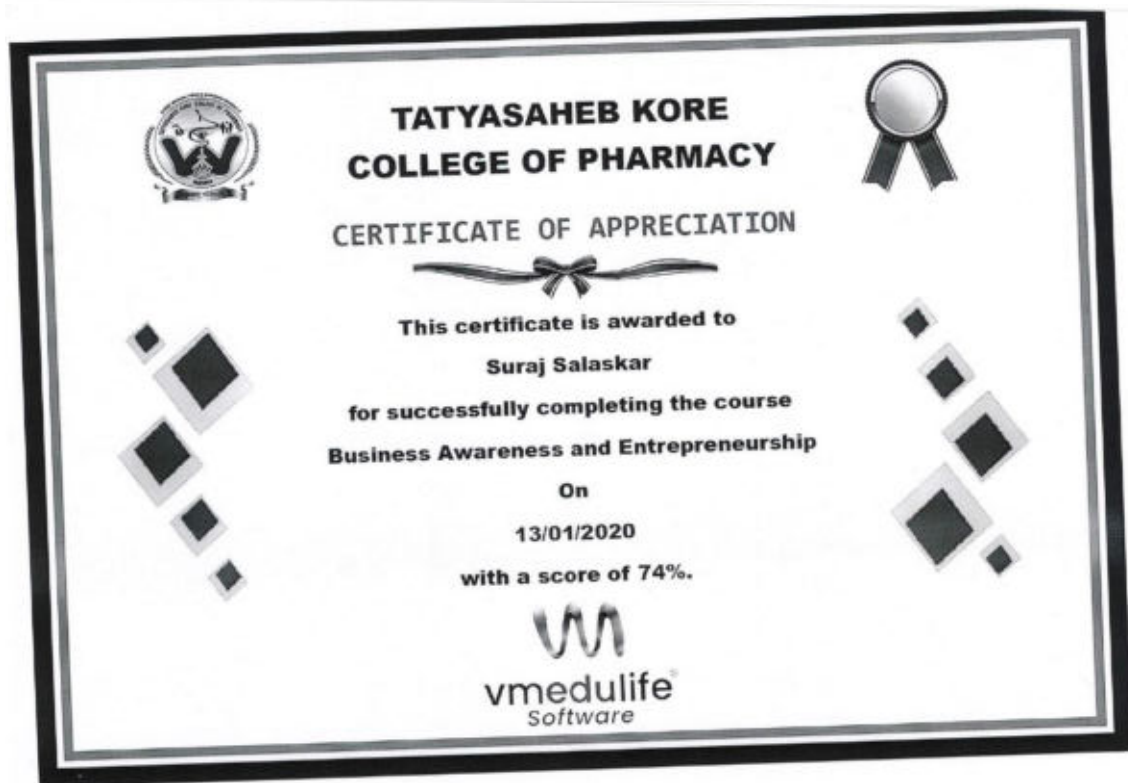 TATYASAHEB KORE
COLLEGE OF PHARMACY
CERTIFICATE OF APPRECIATION
This certificate is awarded to
Suraj Salaskar
for successfully completing the course
Business Awareness and Entrepreneurship
On
13/01/2020
with a score of 74%.
vmedulife
Software